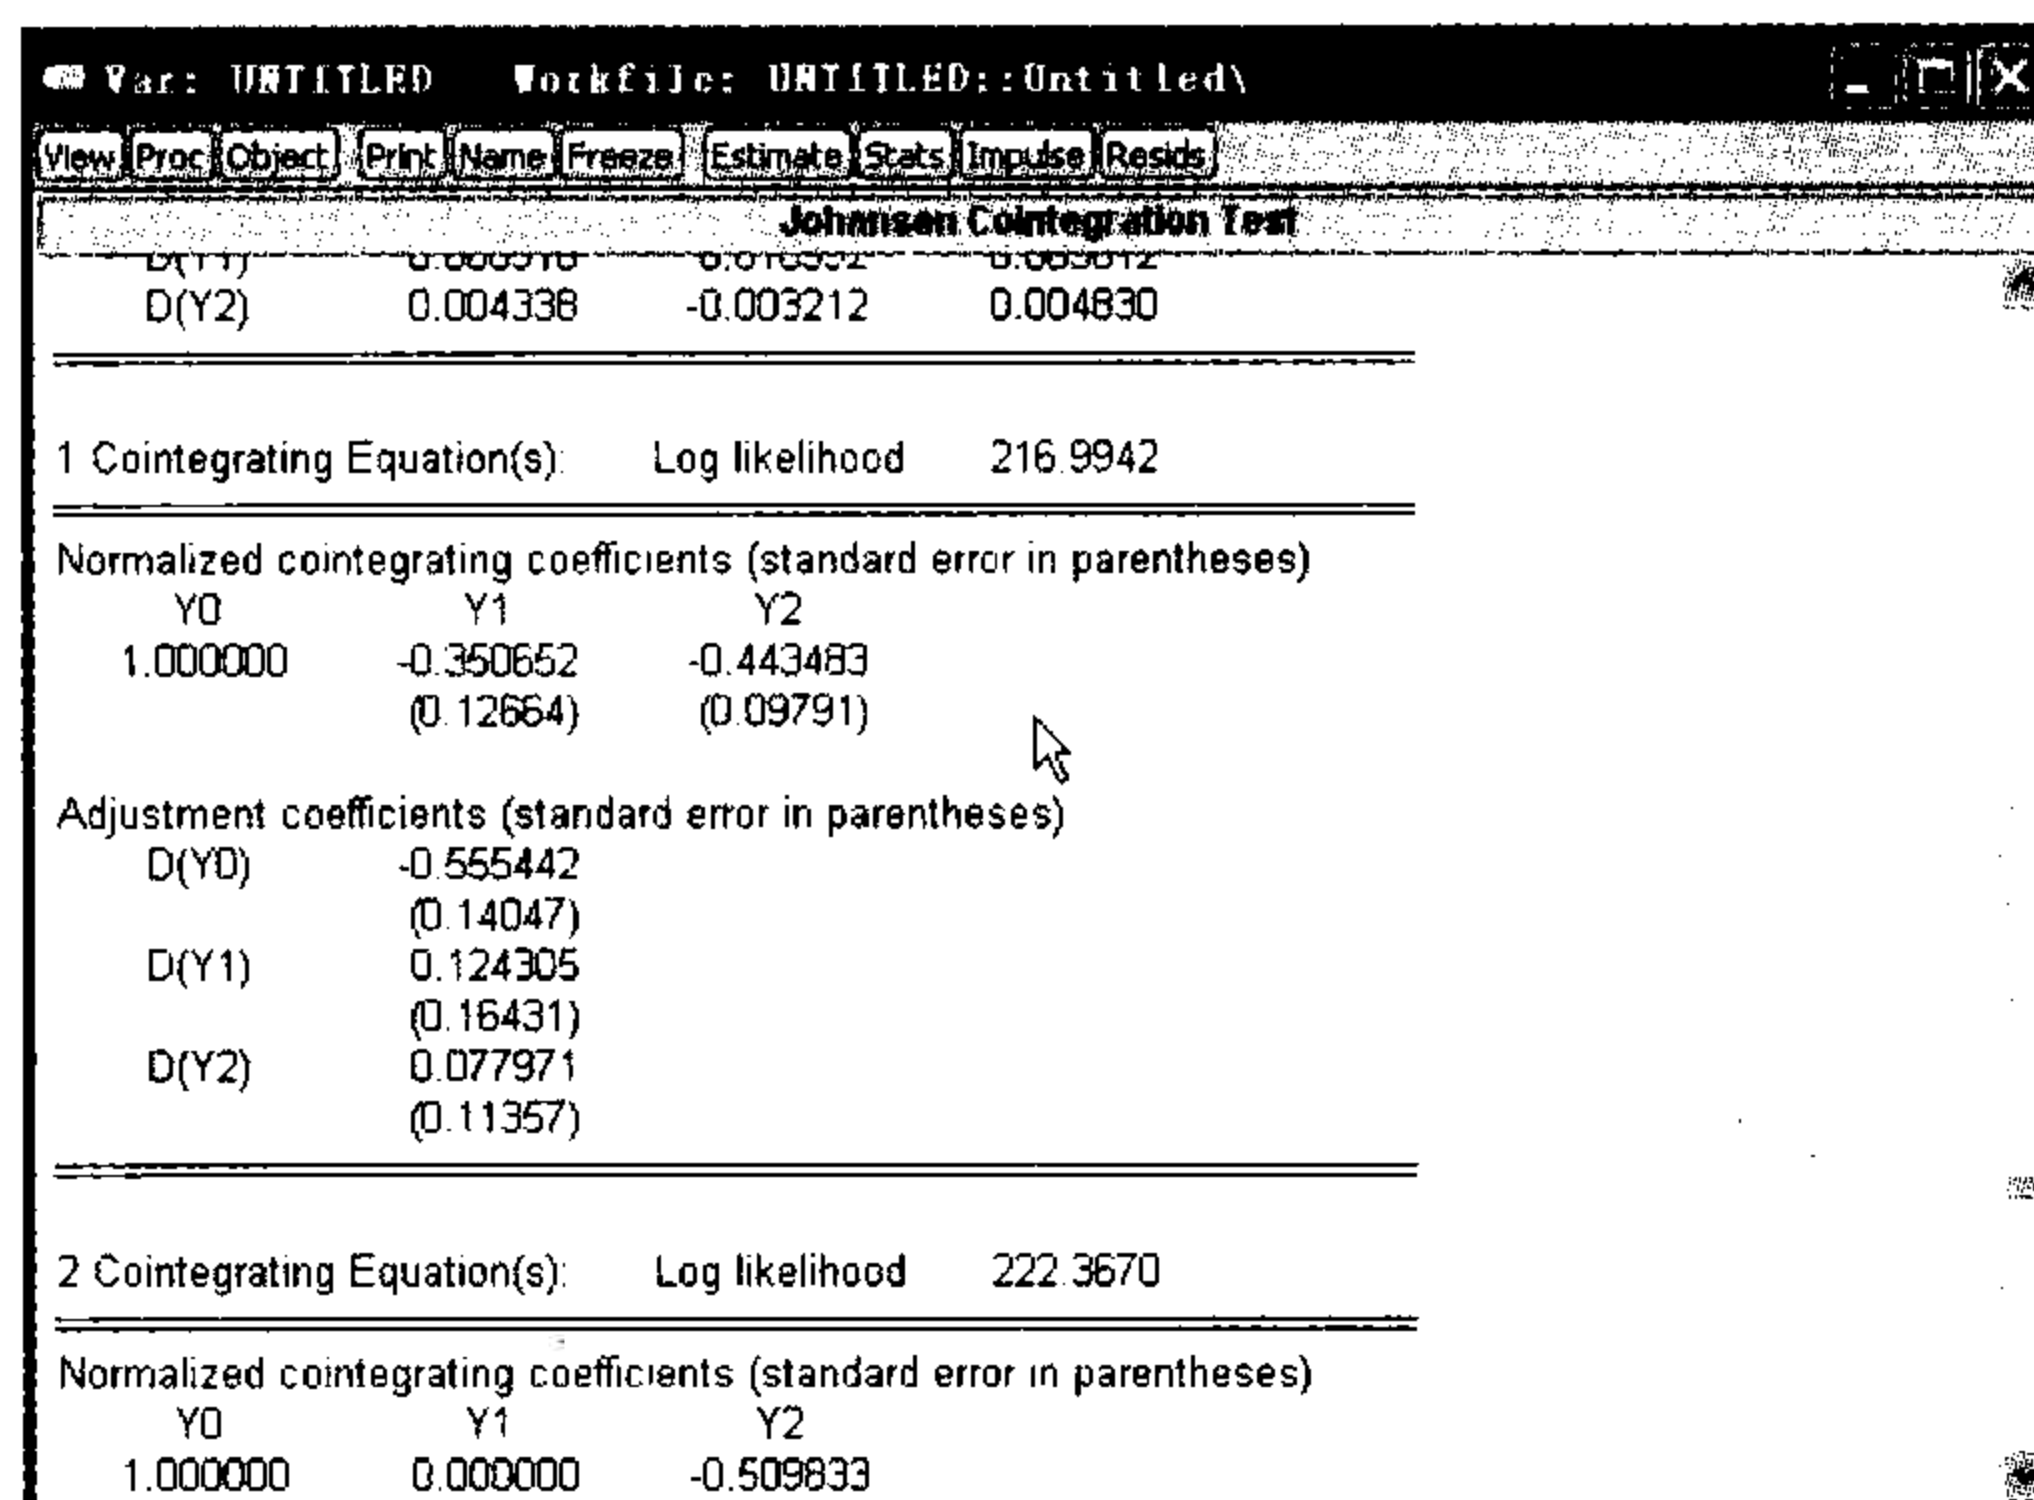 Var: UNTITLED Workfile: UNTITLED::Untitled\
View Proc Object Print Name Freeze Estimate Stats Impulse Resids
Johansen Cointegration Test
D(Y2) 0.004338 -0.003212 0.004830
1 Cointegrating Equation(s): Log likelihood 216.9942
Normalized cointegrating coefficients (standard error in parentheses)
Y0 Y1 Y2
1.000000 -0.350652 -0.443483
(0.12664) (0.09791)
Adjustment coefficients (standard error in parentheses)
D(Y0) -0.555442
(0.14047)
D(Y1) 0.124305
(0.16431)
D(Y2) 0.077971
(0.11357)
2 Cointegrating Equation(s): Log likelihood 222.3670
Normalized cointegrating coefficients (standard error in parentheses)
Y0 Y1 Y2
1.000000 0.000000 -0.509833